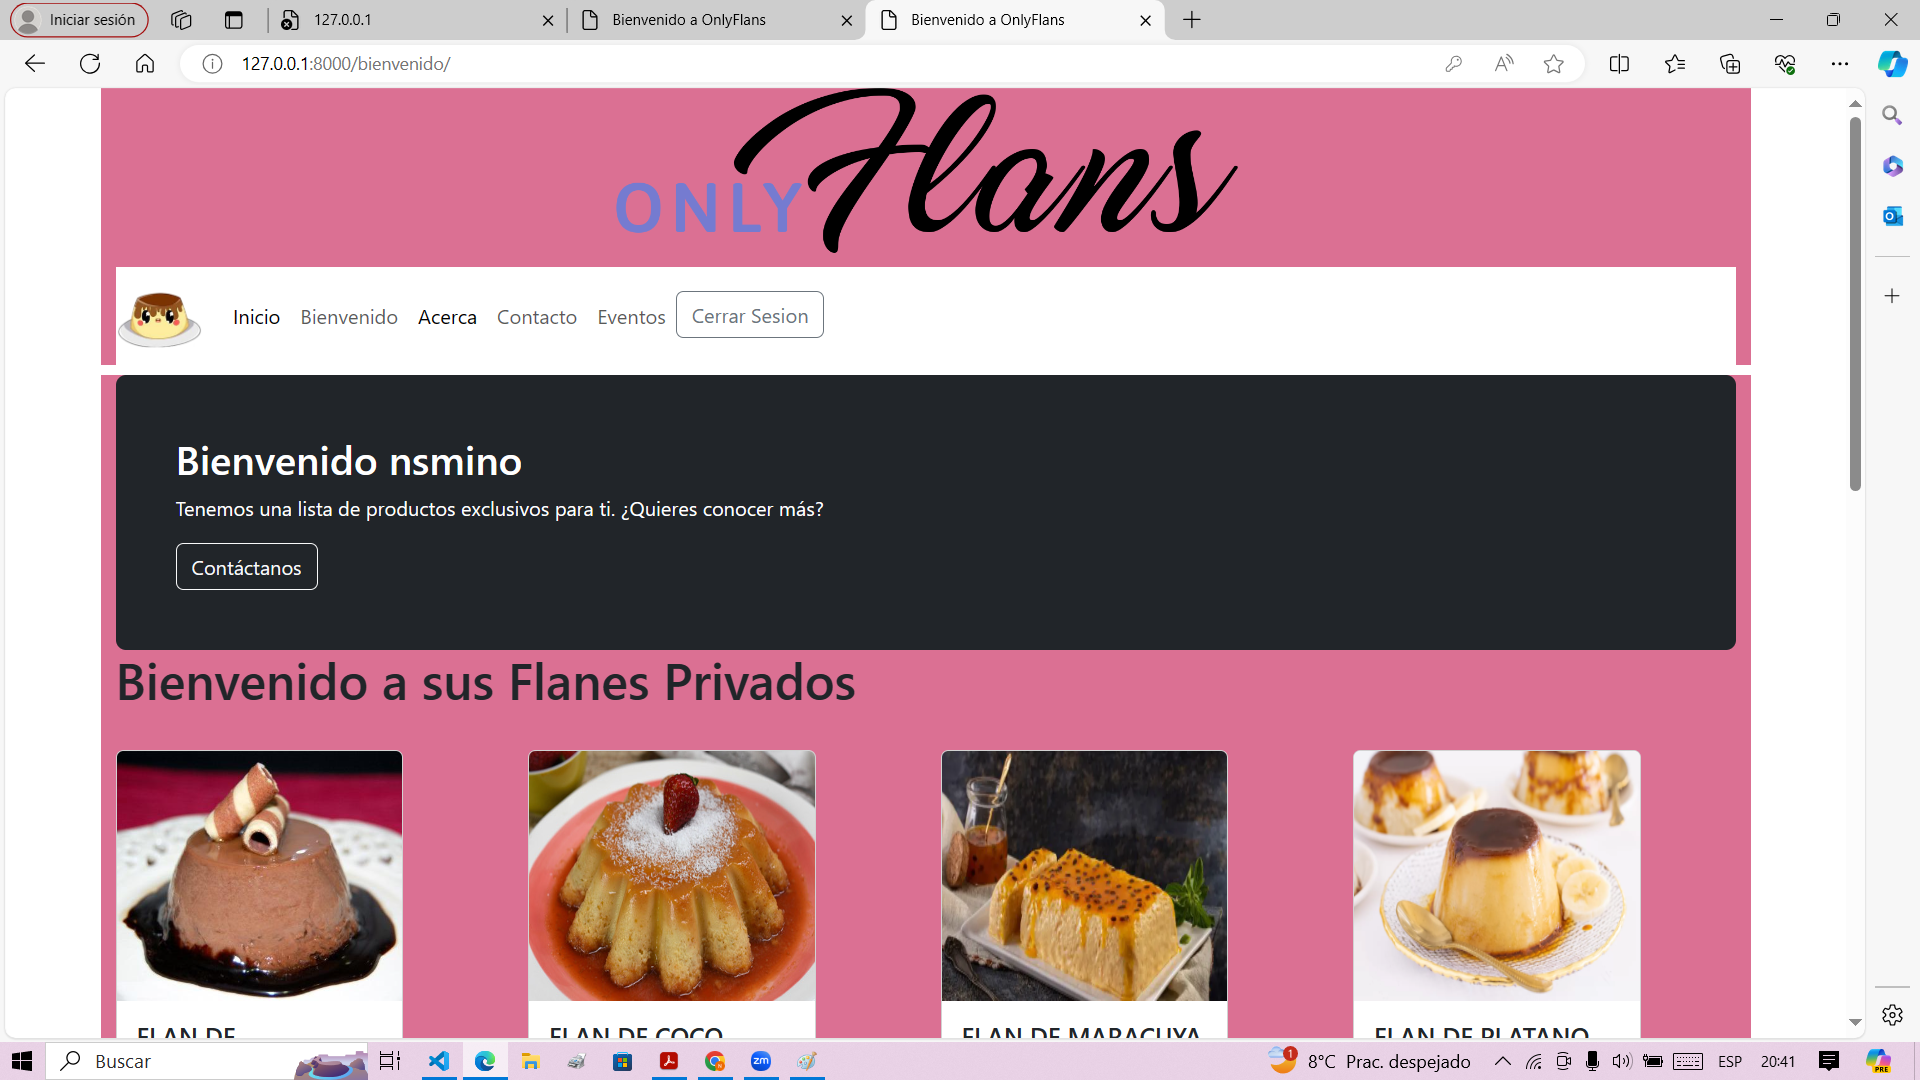 Iniciar sesión
127.0.0.1
Bienvenido a OnlyFlans
Bienvenido a OnlyFlans
127.0.0.1:8000/bienvenido/
ONLY Flans
Inicio Bienvenido Acerca Contacto Eventos Cerrar Sesion
Bienvenido nsmino
Tenemos una lista de productos exclusivos para ti. ¿Quieres conocer más?
Contáctanos
Bienvenido a sus Flanes Privados
FLAN DE
FLAN DE COCO
FLAN DE MARACUYA
FLAN DE PLATANO
Buscar
zm
1
8°C Prac. despejado
ESP
20:41
PRE